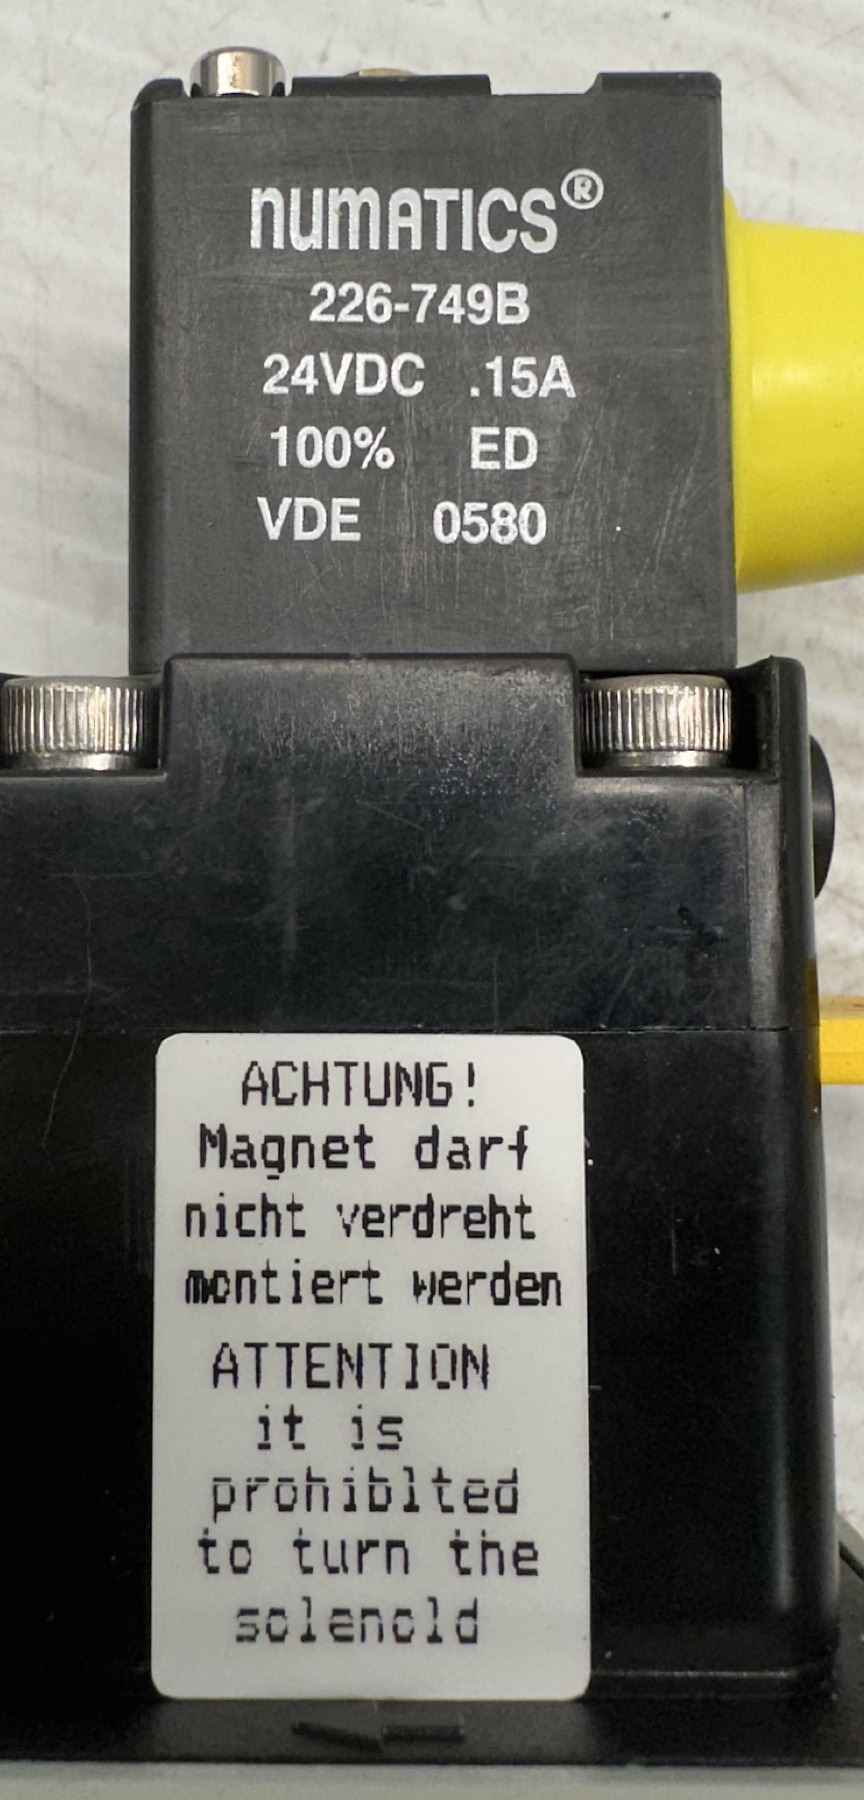 numatics®
226-749B
24VDC .15A
100% ED
VDE 0580
ACHTUNG!
Magnet darf
nicht verdreht
montiert werden
ATTENTION
it is
prohiblted
to turn the
solenold